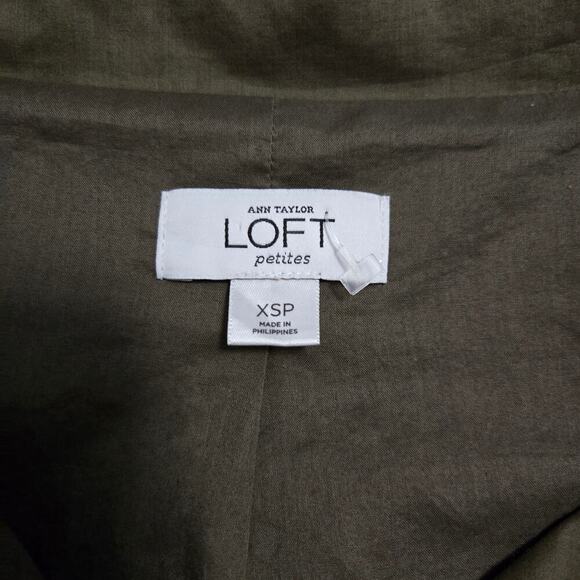 ANN TAYLOR
LOFT
petites
XSP
MADE IN
PHILIPPINES